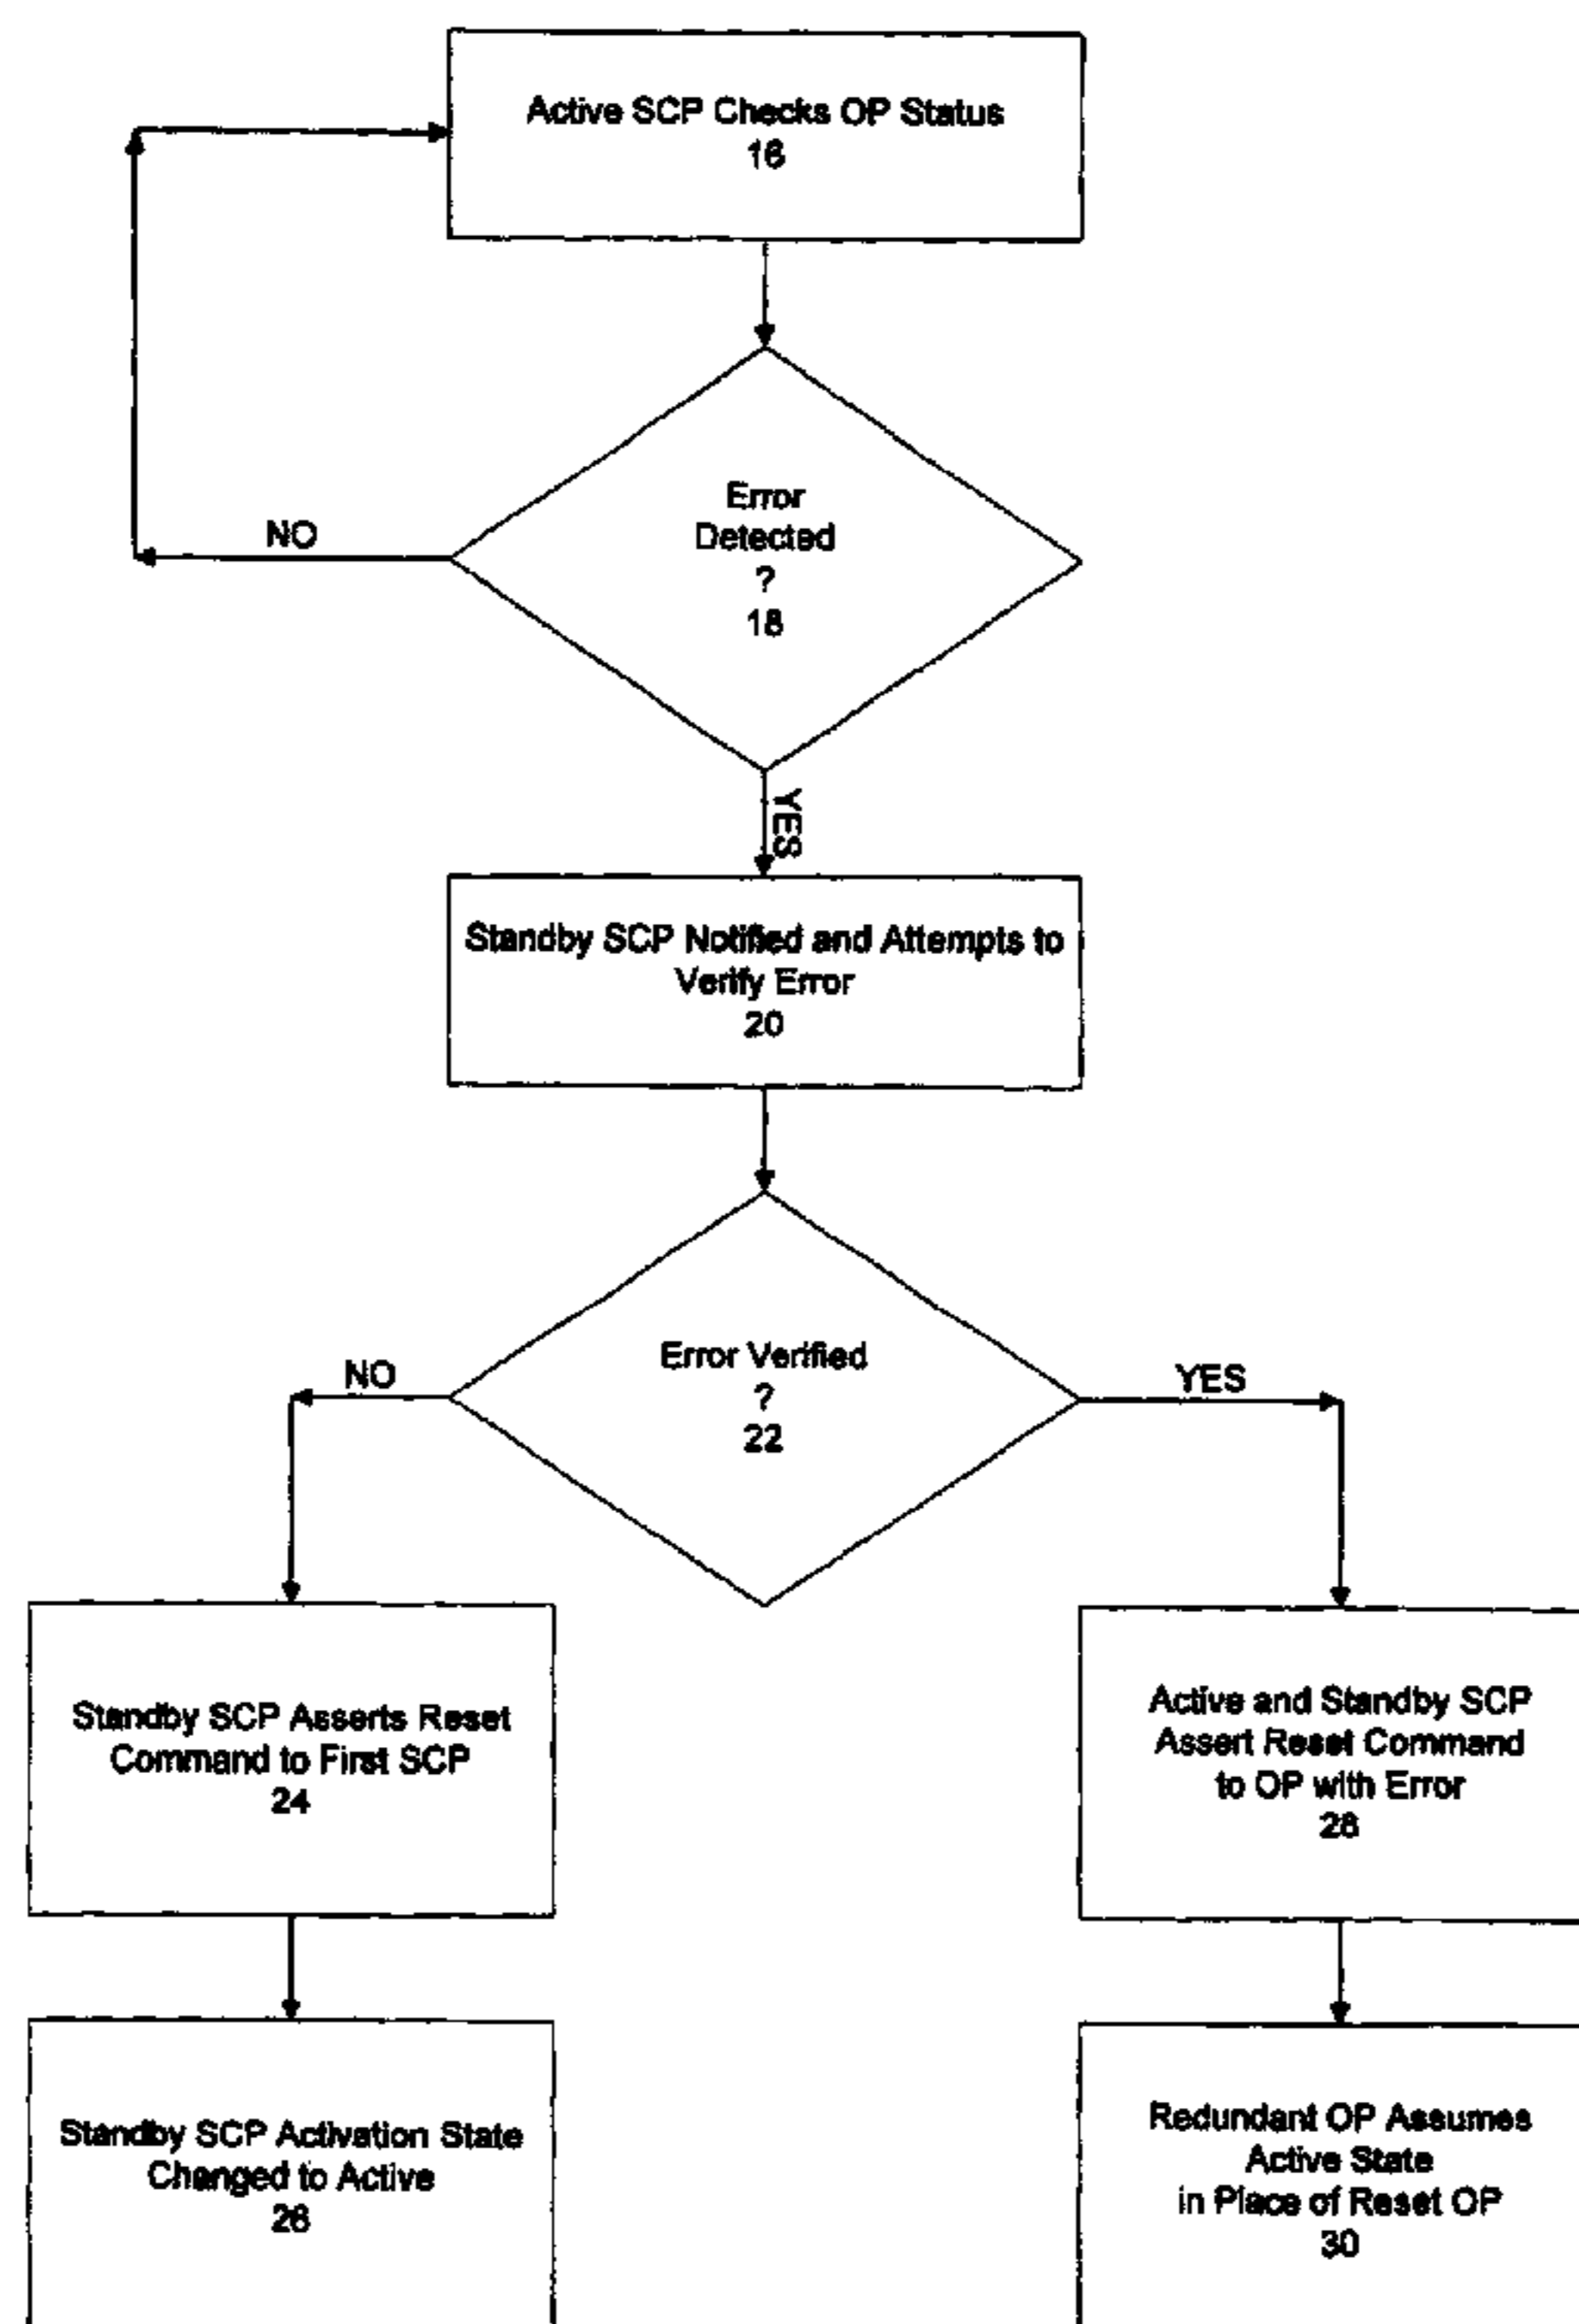 Active SCP Checks OP Status
16
Error
Detected
?
18
NO
YES
Standby SCP Notified and Attempts to
Verify Error
20
Error Verified
?
22
NO
YES
Standby SCP Asserts Reset
Command to First SCP
24
Active and Standby SCP
Assert Reset Command
to OP with Error
28
Standby SCP Activation State
Changed to Active
26
Redundant OP Assumes
Active State
in Place of Reset OP
30